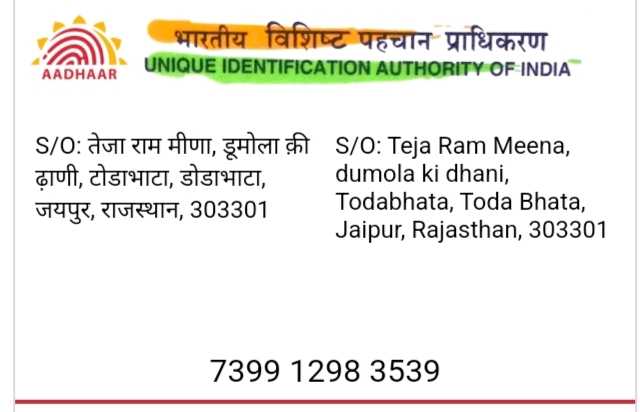 भारतीय विशिष्ट पहचान प्राधिकरण
AADHAAR
UNIQUE IDENTIFICATION AUTHORITY OF INDIA
S/O: तेजा राम मीणा, डूमोला क़ी
ढ़ाणी, टोडाभाटा, डोडाभाटा,
जयपुर, राजस्थान, 303301
S/O: Teja Ram Meena,
dumola ki dhani,
Todabhata, Toda Bhata,
Jaipur, Rajasthan, 303301
7399 1298 3539